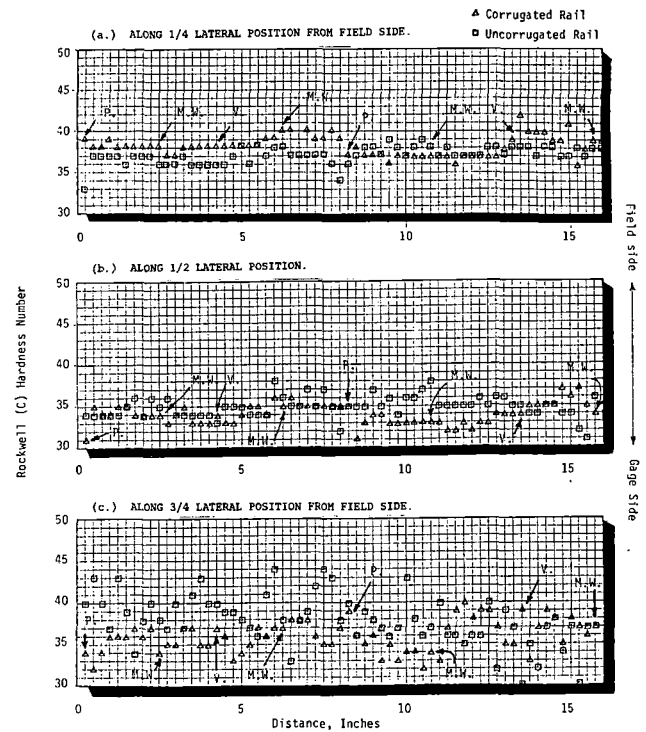 △ Corrugated Rail
□ Uncorrugated Rail
(a.) ALONG 1/4 LATERAL POSITION FROM FIELD SIDE.
50
45
40
35
30
P.
M.W.
V.
M.W.
P.
M.W.
V.
M.W.
0
5
10
15
(b.) ALONG 1/2 LATERAL POSITION.
50
45
40
35
30
P.
M.W.
V.
M.W.
P.
M.W.
V.
M.W.
0
5
10
15
(c.) ALONG 3/4 LATERAL POSITION FROM FIELD SIDE.
50
45
40
35
30
P.
M.W.
V.
M.W.
P.
M.W.
V.
M.W.
0
5
10
15
Distance, Inches
Rockwell (C) Hardness Number
Field side
Gage Side